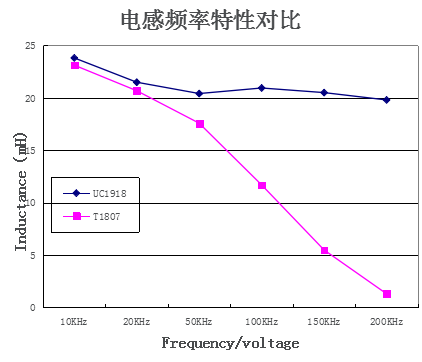 电感频率特性对比
25
20
15
10
5
0
Inductance (mH)
UC1918
T1807
10KHz 20KHz 50KHz 100KHz 150KHz 200KHz
Frequency/voltage